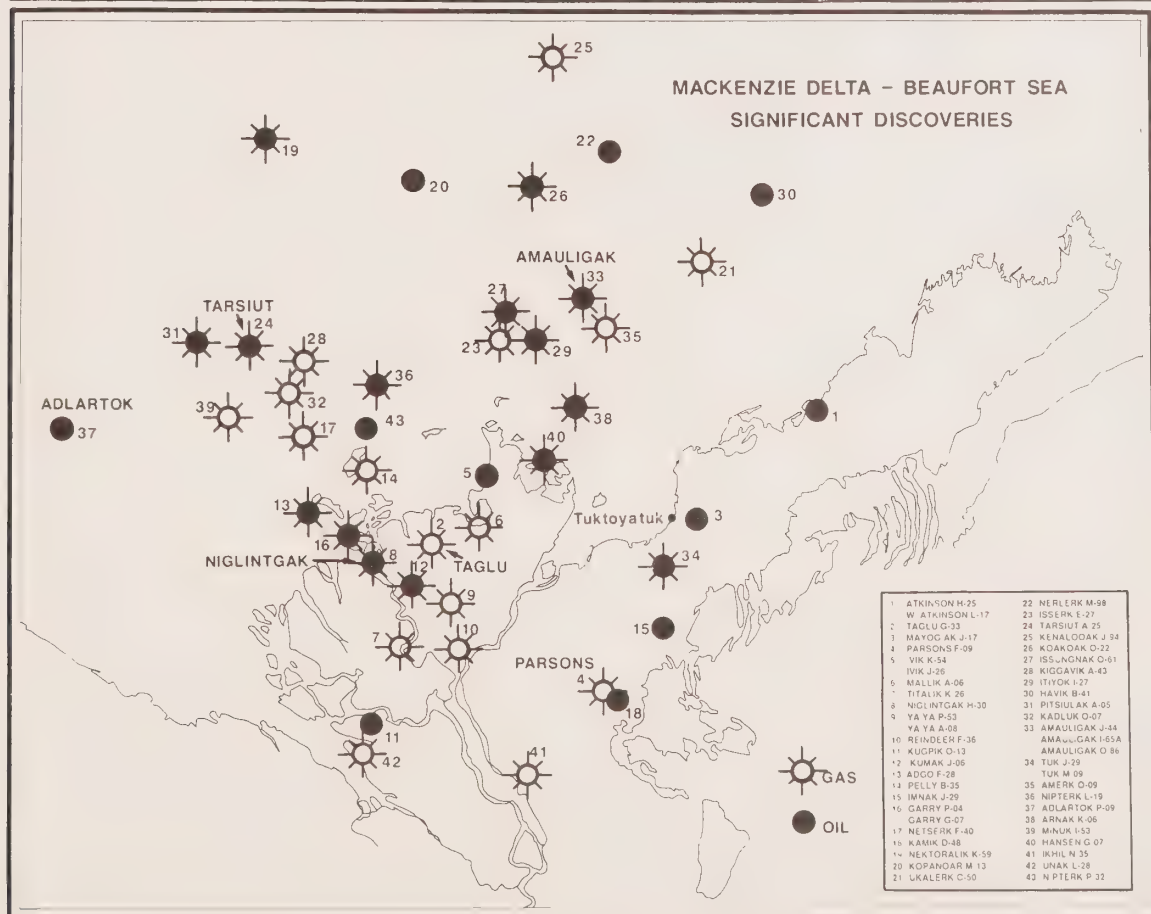 MACKENZIE DELTA – BEAUFORT SEA
SIGNIFICANT DISCOVERIES
25
19
20
22
26
30
21
AMAULIGAK
33
27
23
29
35
TARSIUT
31
24
28
36
32
39
17
43
38
ADLARTOK
37
1
40
5
14
13
6
2
16
Tuktoyatuk
3
NIGLINTGAK
8
TAGLU
12
34
9
7
10
15
PARSONS
4
18
11
42
41
GAS
OIL
1 ATKINSON H-25
W ATKINSON L-17
2 TAGLU G-33
3 MAYOGAK J-17
4 PARSONS F-09
5 IVIK K-54
IVIK J-26
6 MALLIK A-06
7 TITALIK K 26
8 NIGLINTGAK H-30
9 YA YA P-53
YA YA A-08
10 REINDEER F-36
11 KUGPIK O-13
12 KUMAK J-06
13 ADGO F-28
14 PELLY B-35
15 IMNAK J-29
16 GARRY P-04
GARRY G-07
17 NETSERK F-40
18 KAMIK D-48
19 NEKTORALIK K-59
20 KOPANOAR M 13
21 UKALERK C-50
22 NERLERK M-98
23 ISSERK E-27
24 TARSIUT A 25
25 KENALOOAK J 94
26 KOAKOAK O-22
27 ISSUNGNAK O-61
28 KIGGAVIK A-43
29 ITIYOK I-27
30 HAVIK B-41
31 PITSIULAK A-05
32 KADLUK O-07
33 AMAULIGAK J-44
AMAULIGAK I-65A
AMAULIGAK O 86
34 TUK J-29
TUK M 09
35 AMERK O-09
36 NIPTERK L-19
37 ADLARTOK P-09
38 ARNAK K-06
39 MINUK I-53
40 HANSEN G 07
41 IKHIL N 35
42 UNAK L-28
43 NIPTERK P 32